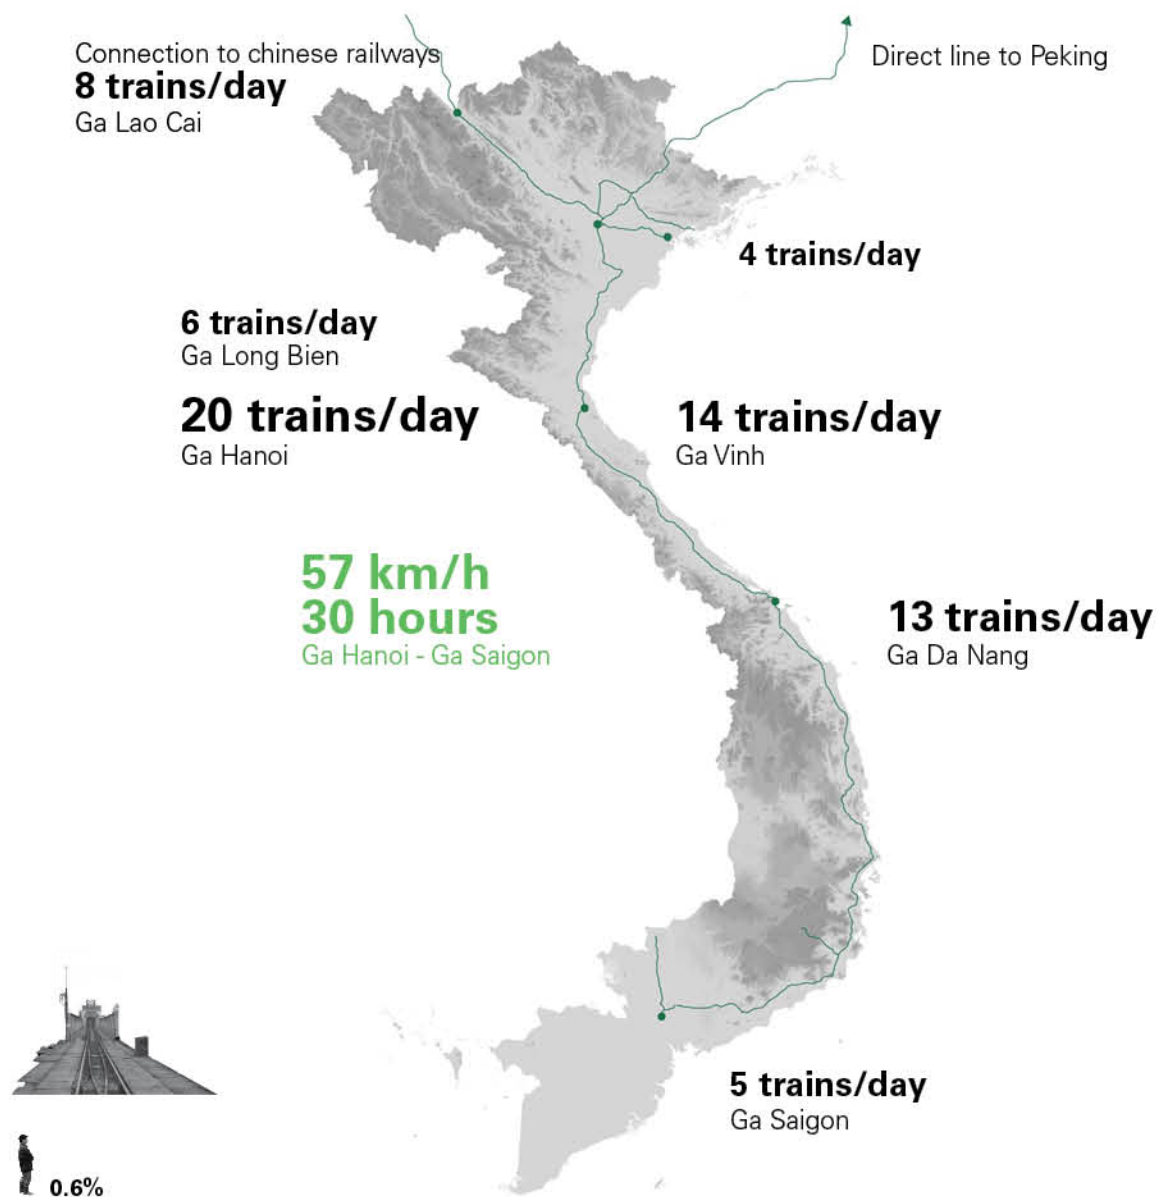 Connection to chinese railways
8 trains/day
Ga Lao Cai
Direct line to Peking
4 trains/day
6 trains/day
Ga Long Bien
20 trains/day
Ga Hanoi
14 trains/day
Ga Vinh
57 km/h
30 hours
Ga Hanoi - Ga Saigon
13 trains/day
Ga Da Nang
5 trains/day
Ga Saigon
0.6%